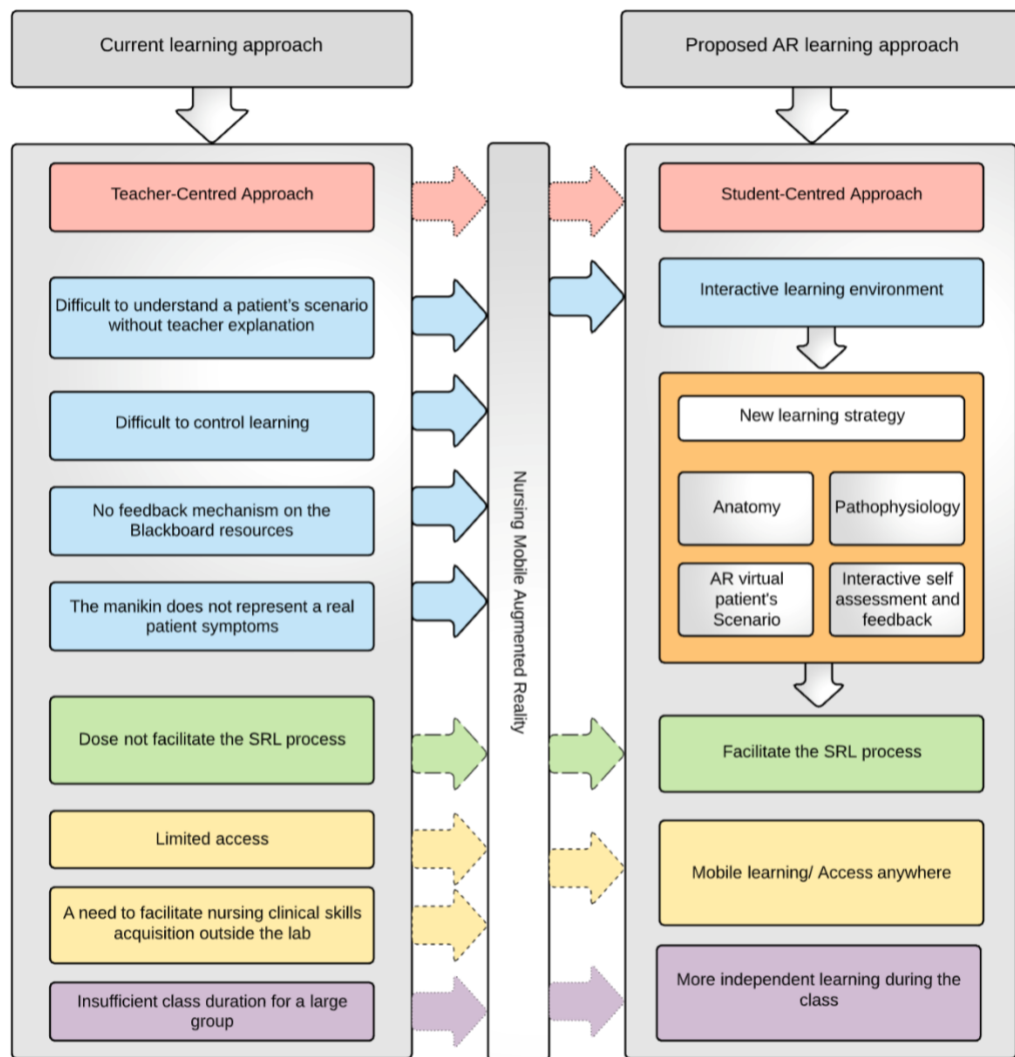 Current learning approach
Proposed AR learning approach
Teacher-Centred Approach
Difficult to understand a patient's scenario
without teacher explanation
Difficult to control learning
No feedback mechanism on the
Blackboard resources
The manikin does not represent a real
patient symptoms
Dose not facilitate the SRL process
Limited access
A need to facilitate nursing clinical skills
acquisition outside the lab
Insufficient class duration for a large
group
Nursing Mobile Augmented Reality
Student-Centred Approach
Interactive learning environment
New learning strategy
Anatomy
Pathophysiology
AR virtual
patient's
Scenario
Interactive self
assessment and
feedback
Facilitate the SRL process
Mobile learning/ Access anywhere
More independent learning during the
class